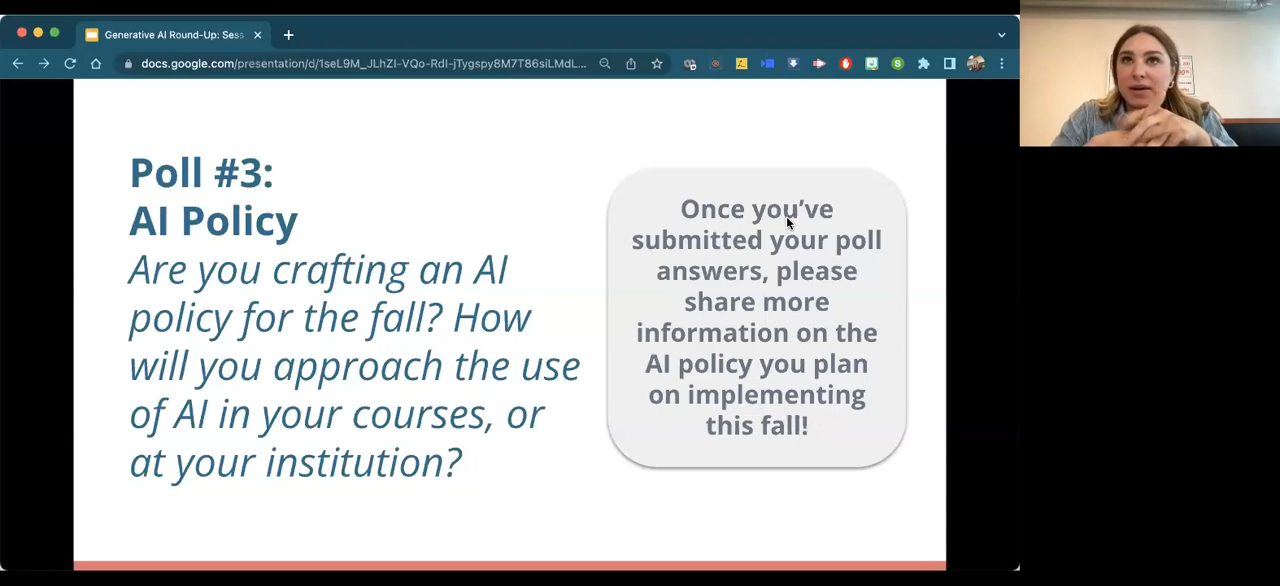 Generative AI Round-Up: Sess
docs.google.com/presentation/d/1seL9M_JLhZI-VQo-RdI-jTygspy8M7T86siLMdL...
Poll #3:
AI Policy
Are you crafting an AI
policy for the fall? How
will you approach the use
of AI in your courses, or
at your institution?
Once you’ve
submitted your poll
answers, please
share more
information on the
AI policy you plan
on implementing
this fall!